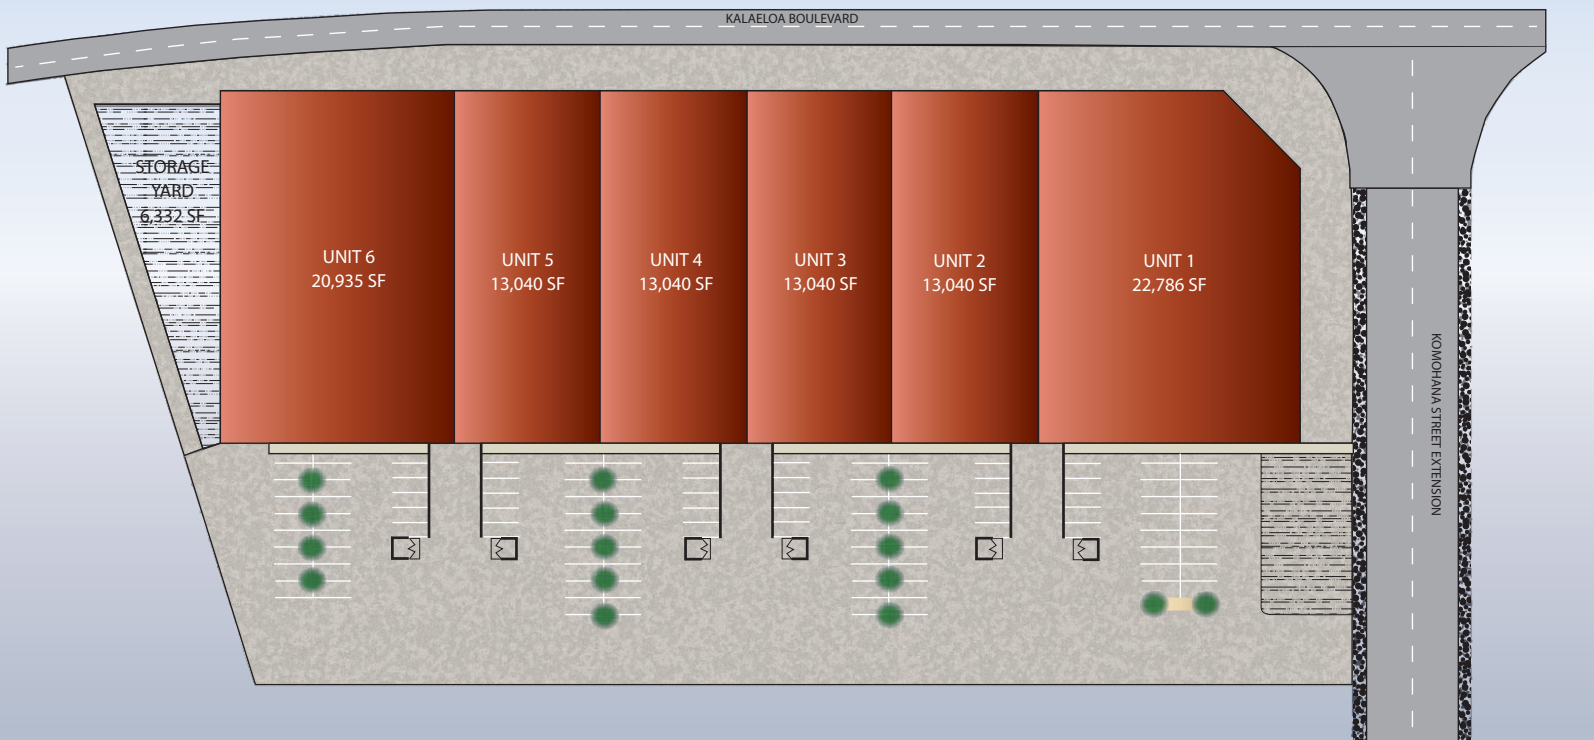 KALAELOA BOULEVARD
STORAGE
YARD
6,332 SF
UNIT 6
20,935 SF
UNIT 5
13,040 SF
UNIT 4
13,040 SF
UNIT 3
13,040 SF
UNIT 2
13,040 SF
UNIT 1
22,786 SF
KOMOHANA STREET EXTENSION